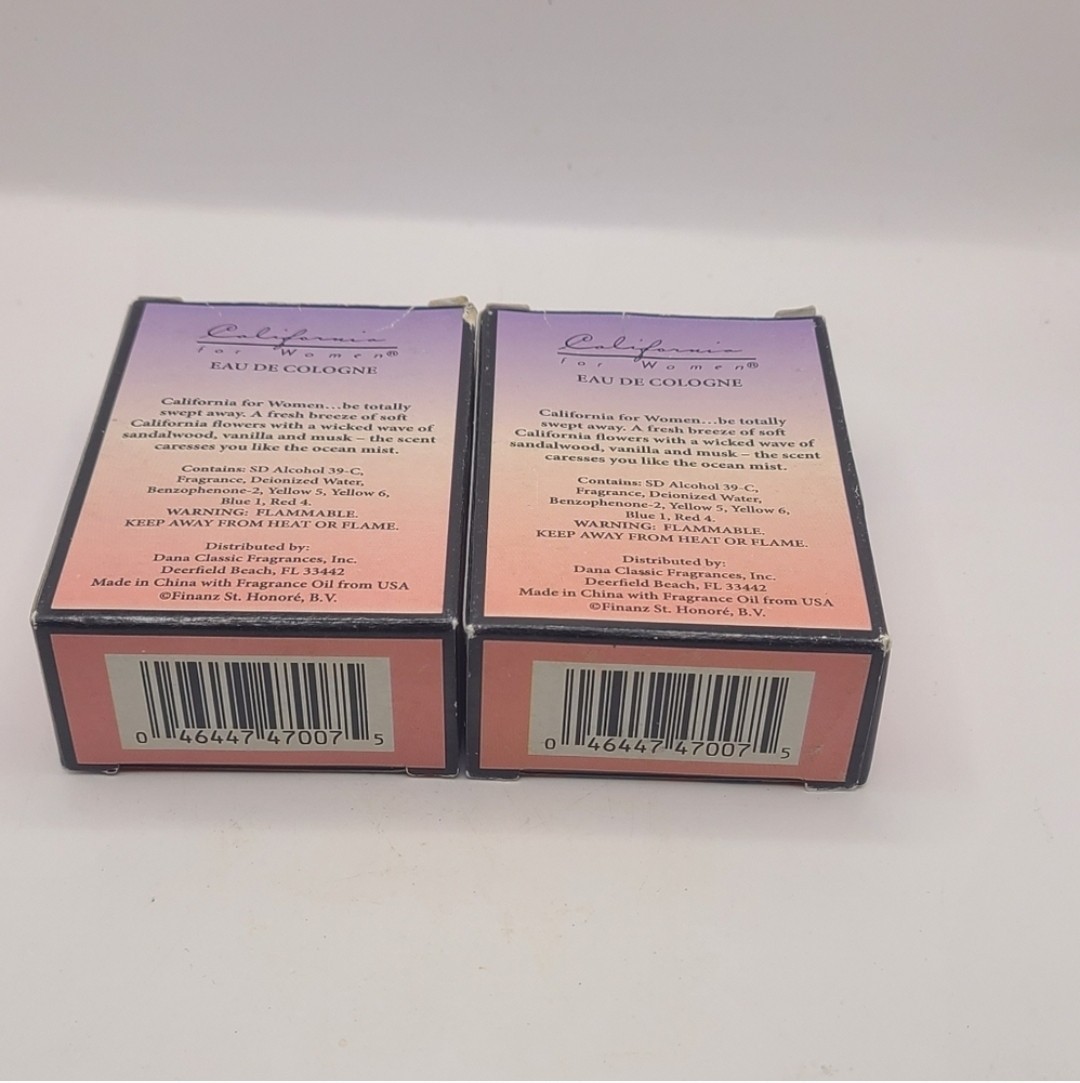 California
for Women®
EAU DE COLOGNE
California for Women...be totally
swept away. A fresh breeze of soft
California flowers with a wicked wave of
sandalwood, vanilla and musk – the scent
caresses you like the ocean mist.
Contains: SD Alcohol 39-C,
Fragrance, Deionized Water,
Benzophenone-2, Yellow 5, Yellow 6,
Blue 1, Red 4.
WARNING: FLAMMABLE.
KEEP AWAY FROM HEAT OR FLAME.
Distributed by:
Dana Classic Fragrances, Inc.
Deerfield Beach, FL 33442
Made in China with Fragrance Oil from USA
©Finanz St. Honoré, B.V.
0 46447 47007 5
California
for Women®
EAU DE COLOGNE
California for Women...be totally
swept away. A fresh breeze of soft
California flowers with a wicked wave of
sandalwood, vanilla and musk – the scent
caresses you like the ocean mist.
Contains: SD Alcohol 39-C,
Fragrance, Deionized Water,
Benzophenone-2, Yellow 5, Yellow 6,
Blue 1, Red 4.
WARNING: FLAMMABLE.
KEEP AWAY FROM HEAT OR FLAME.
Distributed by:
Dana Classic Fragrances, Inc.
Deerfield Beach, FL 33442
Made in China with Fragrance Oil from USA
©Finanz St. Honoré, B.V.
0 46447 47007 5